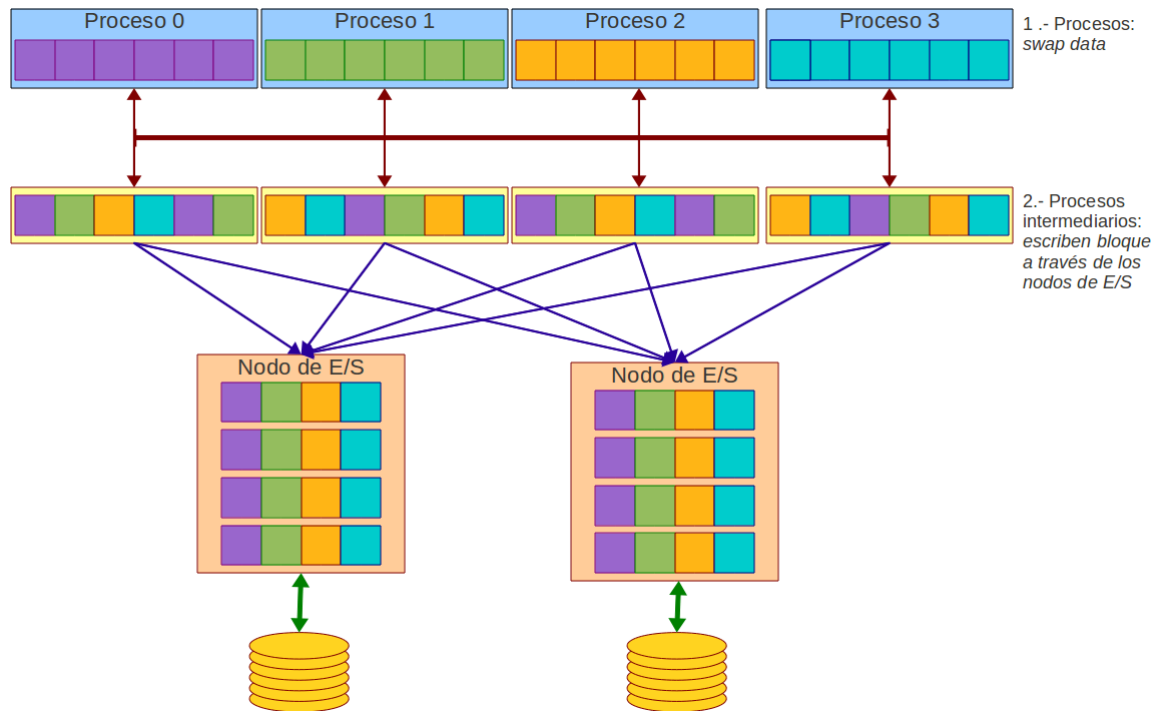 Proceso 0
Proceso 1
Proceso 2
Proceso 3
1 .- Procesos:
swap data
2.- Procesos
intermediarios:
escriben bloque
a través de los
nodos de E/S
Nodo de E/S
Nodo de E/S